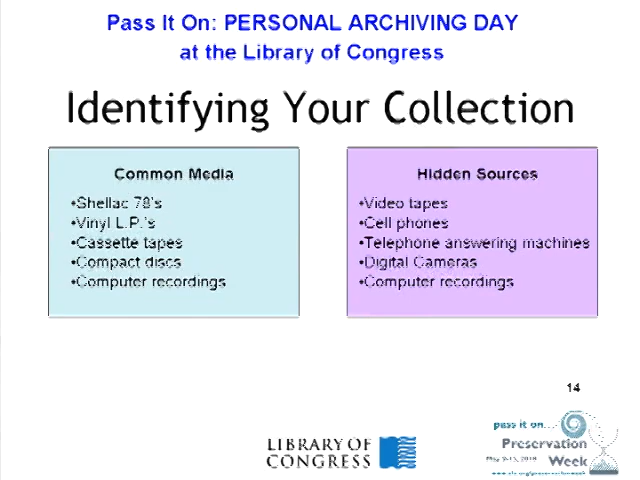 Pass It On: PERSONAL ARCHIVING DAY
at the Library of Congress
Identifying Your Collection
Common Media
•Shellac 78's
•Vinyl L.P.'s
•Cassette tapes
•Compact discs
•Computer recordings
Hidden Sources
•Video tapes
•Cell phones
•Telephone answering machines
•Digital Cameras
•Computer recordings
14
LIBRARY OF
CONGRESS
pass it on...
Preservation
Week